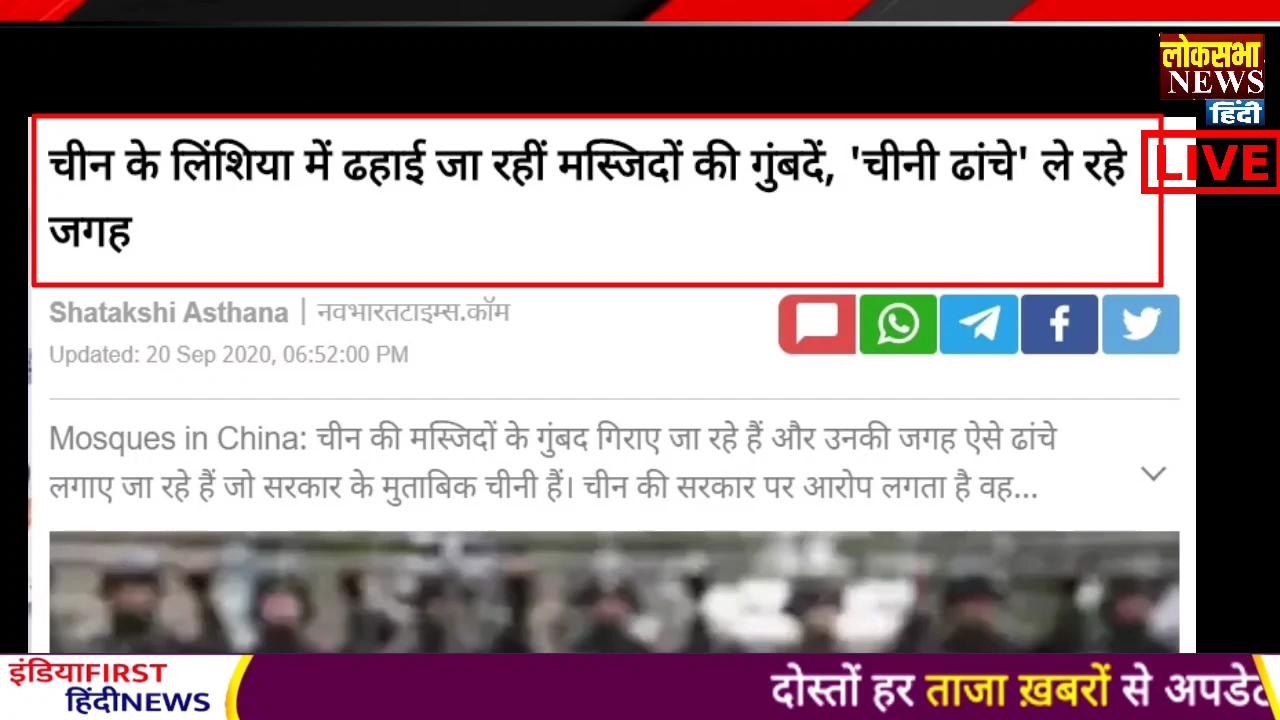 लोकसभा
NEWS
हिंदी
LIVE
चीन के लिंशिया में ढहाई जा रहीं मस्जिदों की गुंबदें, 'चीनी ढांचे' ले रहे
जगह
Shatakshi Asthana | नवभारतटाइम्स.कॉम
Updated: 20 Sep 2020, 06:52:00 PM
Mosques in China: चीन की मस्जिदों के गुंबद गिराए जा रहे हैं और उनकी जगह ऐसे ढांचे
लगाए जा रहे हैं जो सरकार के मुताबिक चीनी हैं। चीन की सरकार पर आरोप लगता है वह...
इंडियाFIRST
हिंदीNEWS
दोस्तों हर ताजा ख़बरों से अपडेट